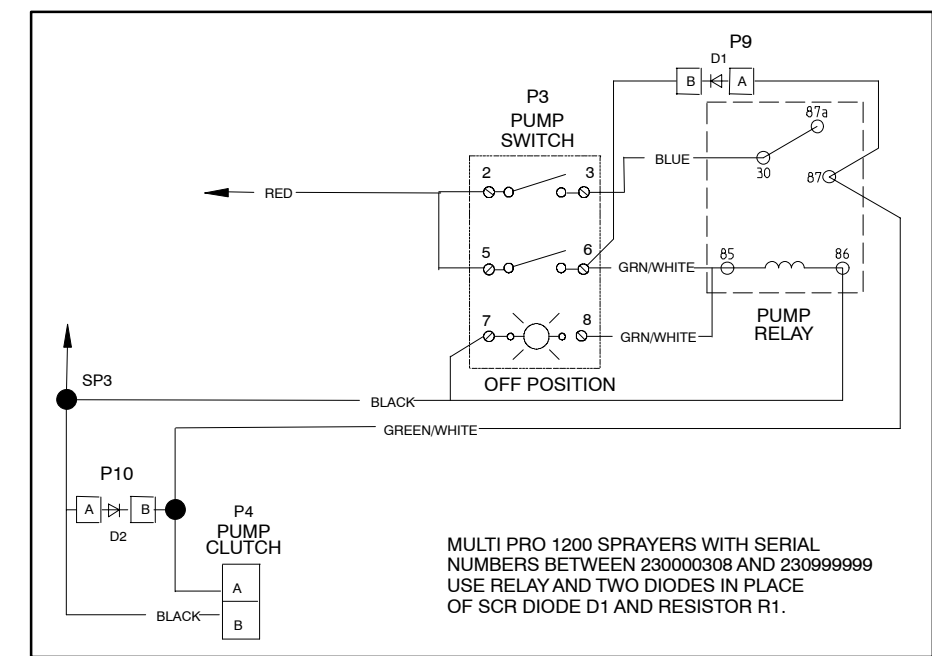 P9
D1
B
A
P3
PUMP
SWITCH
87a
2
3
BLUE
30
87
RED
5
6
GRN/WHITE
85
86
7
8
GRN/WHITE
PUMP
RELAY
OFF POSITION
SP3
BLACK
GREEN/WHITE
P10
A
B
D2
P4
PUMP
CLUTCH
A
B
BLACK
MULTI PRO 1200 SPRAYERS WITH SERIAL
NUMBERS BETWEEN 230000308 AND 230999999
USE RELAY AND TWO DIODES IN PLACE
OF SCR DIODE D1 AND RESISTOR R1.